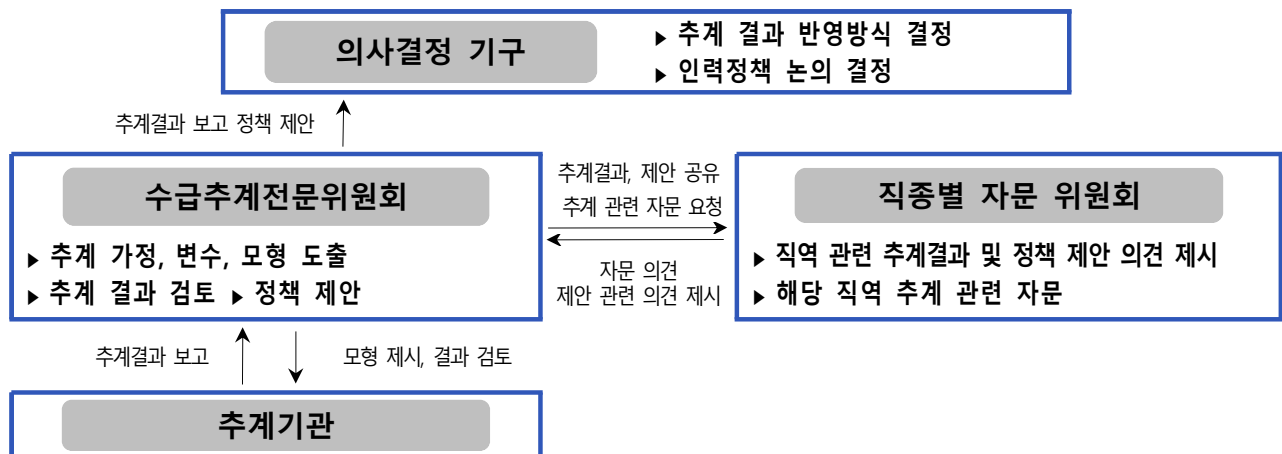 의사결정 기구
▸ 추계 결과 반영방식 결정
▸ 인력정책 논의 결정
추계결과 보고 정책 제안
수급추계전문위원회
▸ 추계 가정, 변수, 모형 도출
▸ 추계 결과 검토 ▸ 정책 제안
추계결과, 제안 공유
추계 관련 자문 요청
자문 의견
제안 관련 의견 제시
직종별 자문 위원회
▸ 직역 관련 추계결과 및 정책 제안 의견 제시
▸ 해당 직역 추계 관련 자문
추계결과 보고
모형 제시, 결과 검토
추계기관